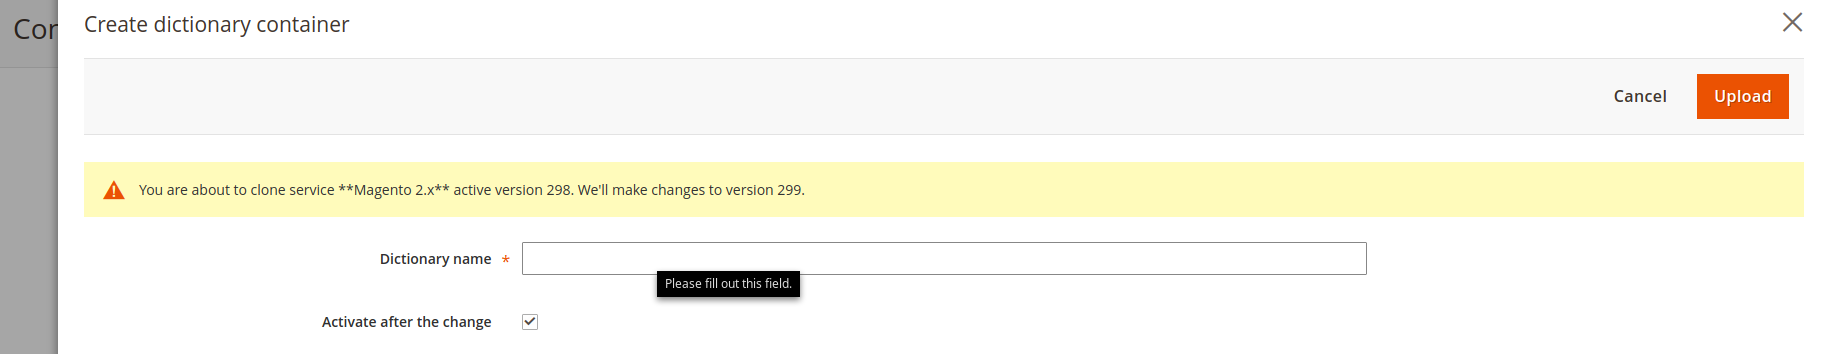 Cor
Create dictionary container
Cancel
Upload
You are about to clone service **Magento 2.x** active version 298. We'll make changes to version 299.
Dictionary name *
Please fill out this field.
Activate after the change